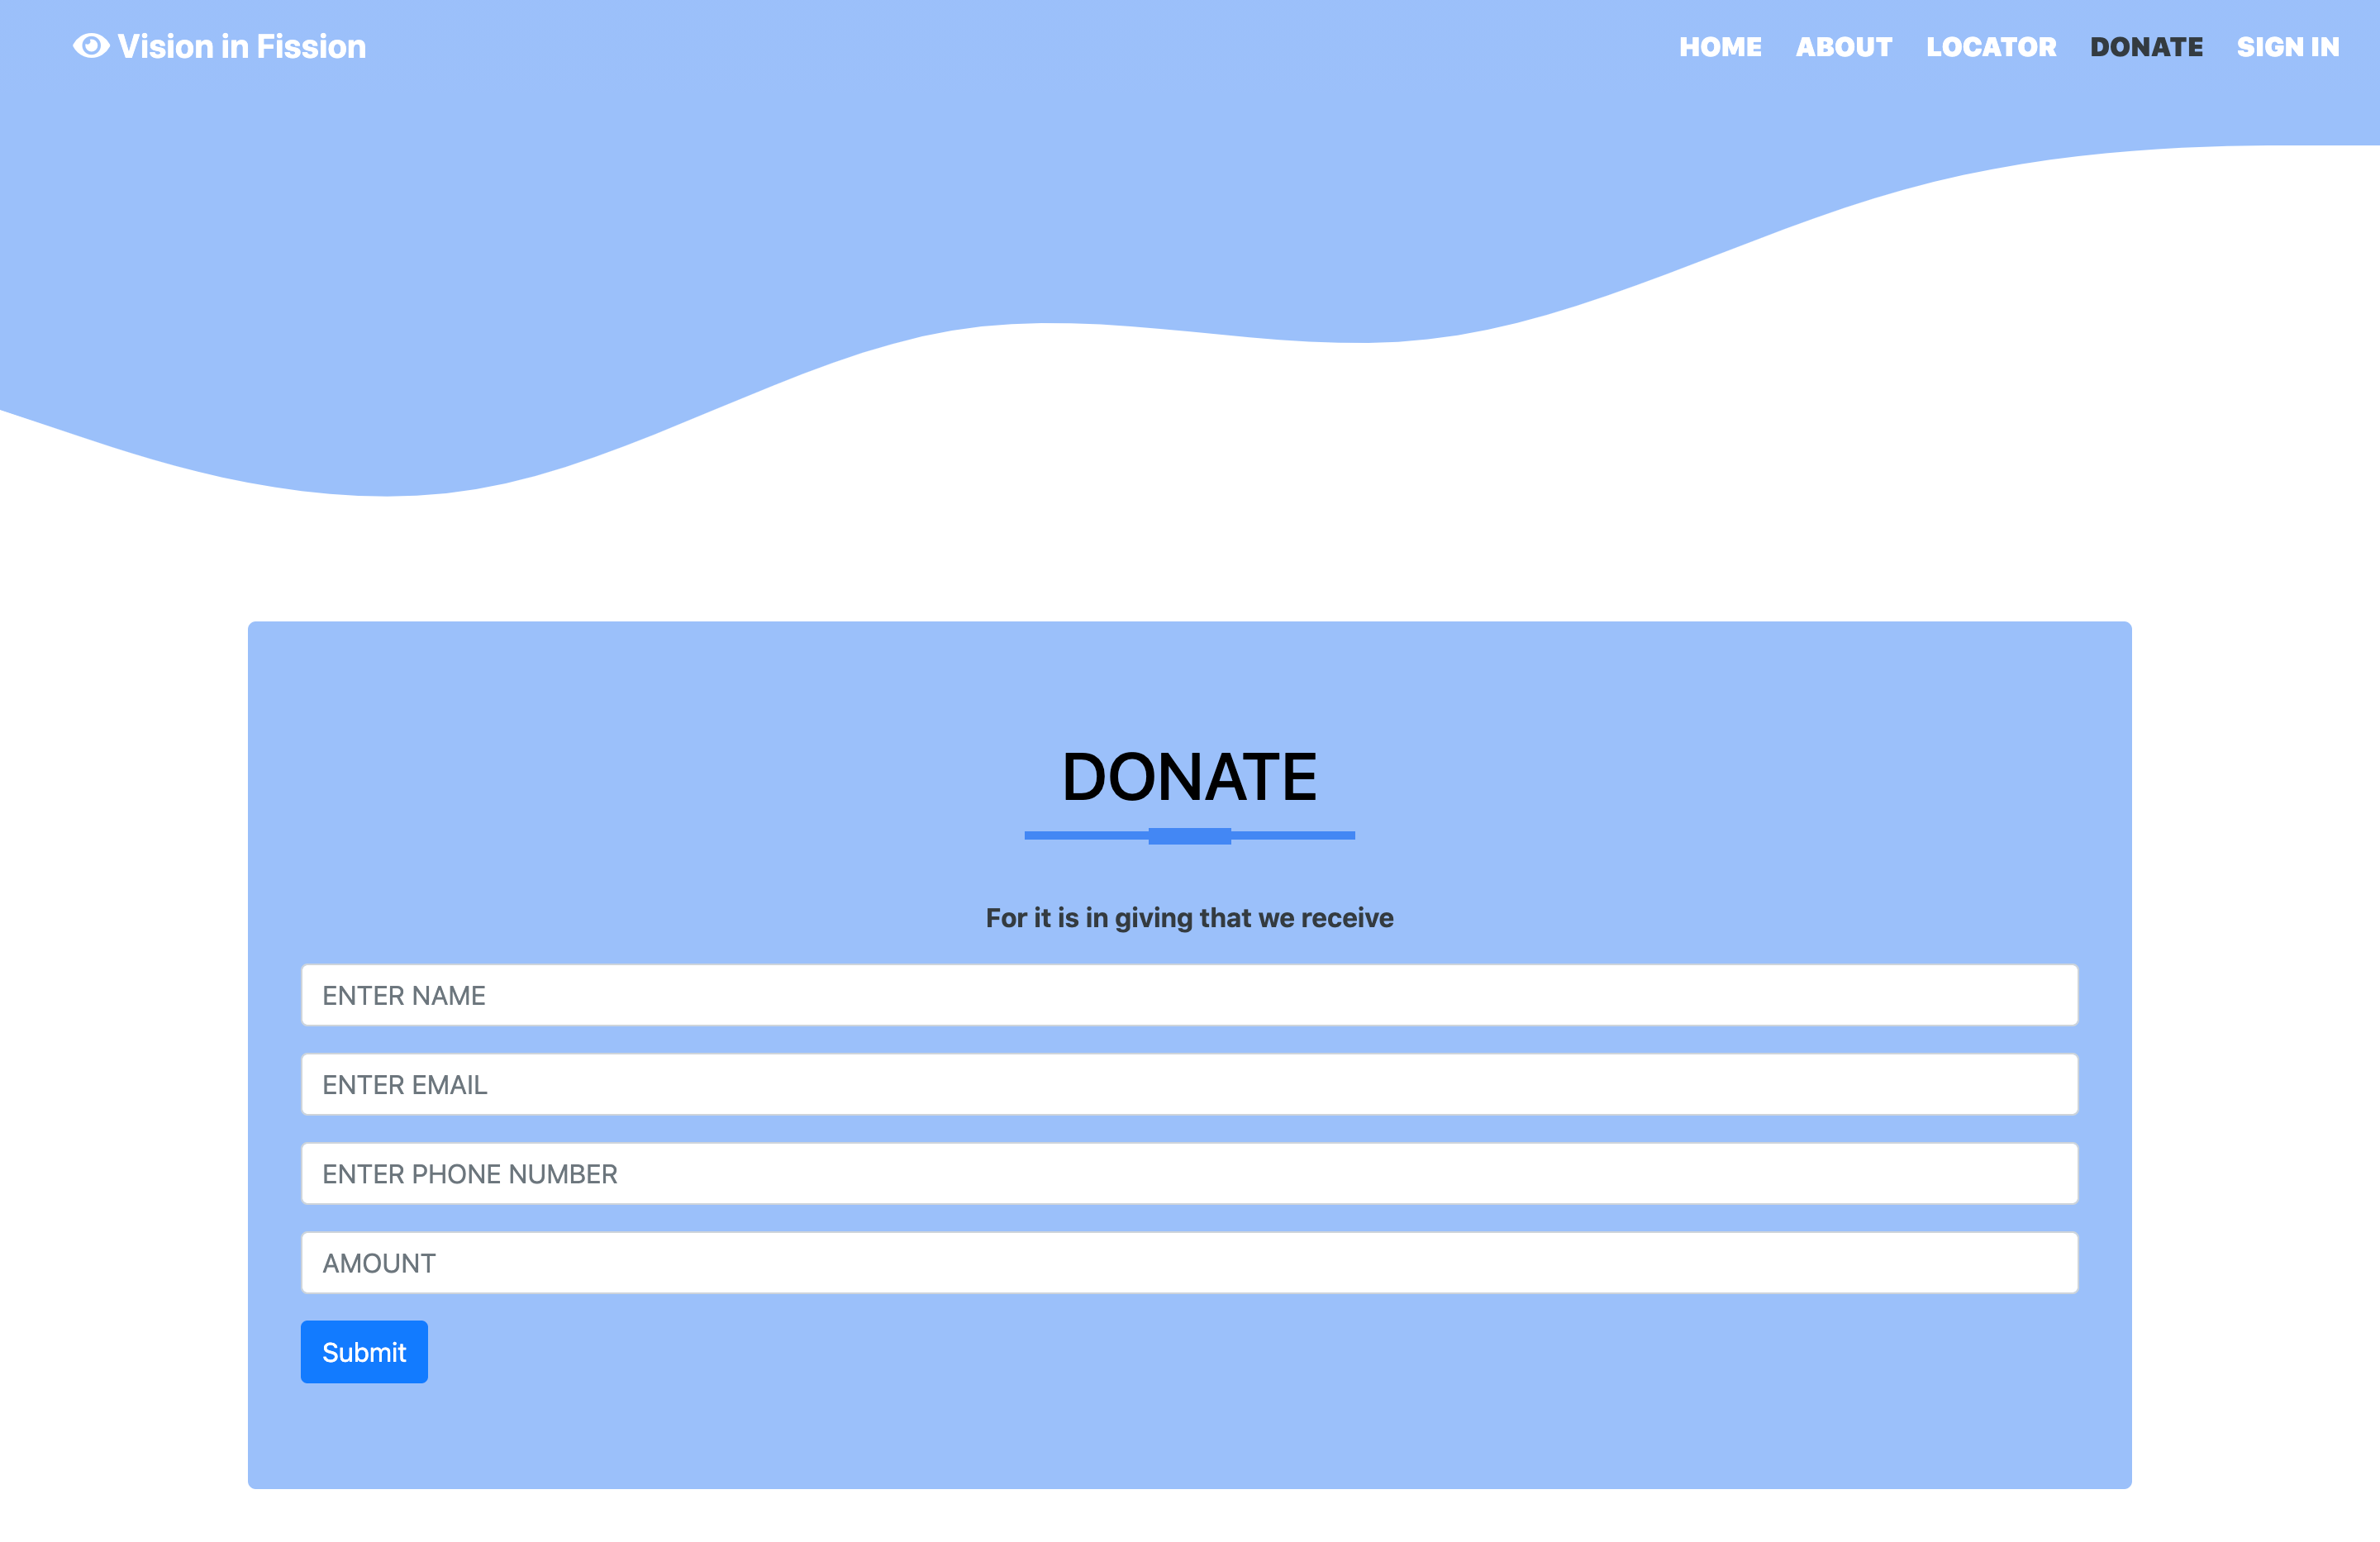 Vision in Fission
HOME ABOUT LOCATOR DONATE SIGN IN
DONATE
For it is in giving that we receive
ENTER NAME
ENTER EMAIL
ENTER PHONE NUMBER
AMOUNT
Submit